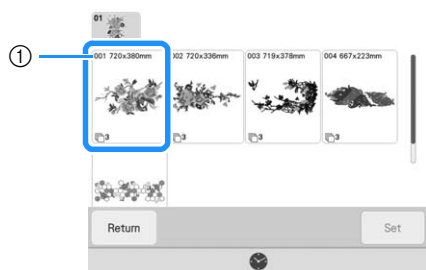 01
①
001 720x380mm
002 720x336mm
003 719x378mm
004 667x223mm
3
3
3
3
Return
Set